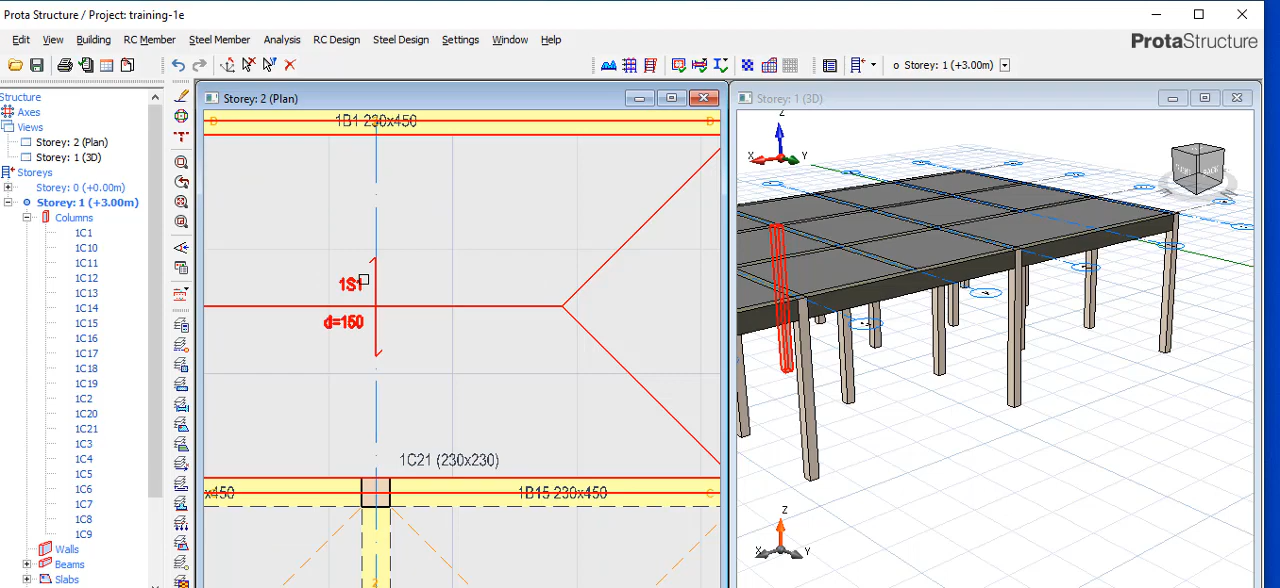 Prota Structure / Project: training-1e
Edit View Building RC Member Steel Member Analysis RC Design Steel Design Settings Window Help
ProtaStructure
Storey: 1 (+3.00m)
Structure
Axes
Views
Storey: 2 (Plan)
Storey: 1 (3D)
Storeys
Storey: 0 (+0.00m)
Storey: 1 (+3.00m)
Columns
1C1
1C10
1C11
1C12
1C13
1C14
1C15
1C16
1C17
1C18
1C19
1C2
1C20
1C21
1C3
1C4
1C5
1C6
1C7
1C8
1C9
Walls
Beams
Slabs
Storey: 2 (Plan)
D 1B1 230x450 D
1S1
d=150
1C21 (230x230)
x450 1B15 230x450 C
2
Storey: 1 (3D)
Z
X Y
Z
X Y